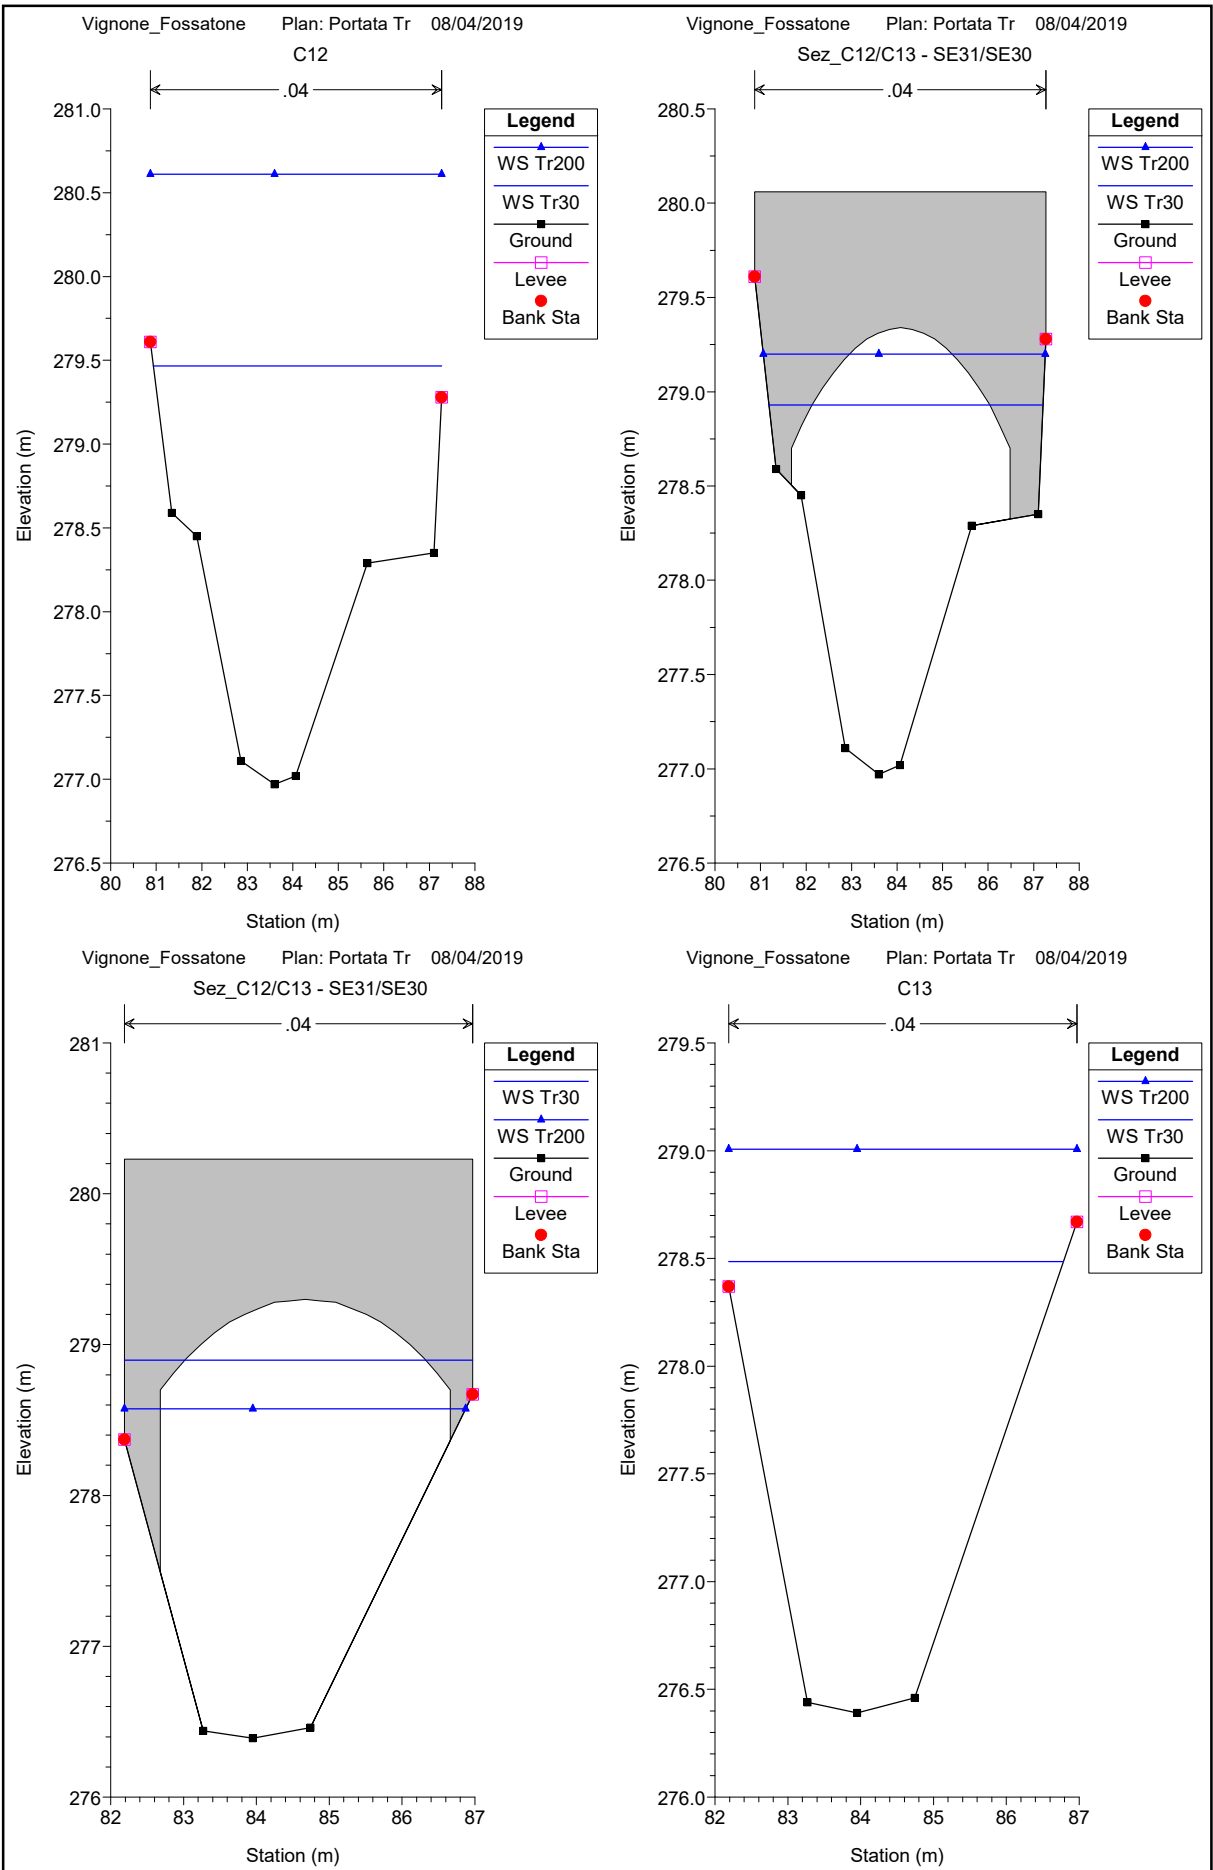 Vignone_Fossatone Plan: Portata Tr 08/04/2019
C12
.04
281.0
280.5
280.0
279.5
279.0
278.5
278.0
277.5
277.0
276.5
80 81 82 83 84 85 86 87 88
Station (m)
Elevation (m)
Legend
WS Tr200
WS Tr30
Ground
Levee
Bank Sta
Vignone_Fossatone Plan: Portata Tr 08/04/2019
Sez_C12/C13 - SE31/SE30
.04
280.5
280.0
279.5
279.0
278.5
278.0
277.5
277.0
276.5
80 81 82 83 84 85 86 87 88
Station (m)
Elevation (m)
Legend
WS Tr200
WS Tr30
Ground
Levee
Bank Sta
Vignone_Fossatone Plan: Portata Tr 08/04/2019
Sez_C12/C13 - SE31/SE30
.04
281
280
279
278
277
276
82 83 84 85 86 87
Station (m)
Elevation (m)
Legend
WS Tr30
WS Tr200
Ground
Levee
Bank Sta
Vignone_Fossatone Plan: Portata Tr 08/04/2019
C13
.04
279.5
279.0
278.5
278.0
277.5
277.0
276.5
276.0
82 83 84 85 86 87
Station (m)
Elevation (m)
Legend
WS Tr200
WS Tr30
Ground
Levee
Bank Sta